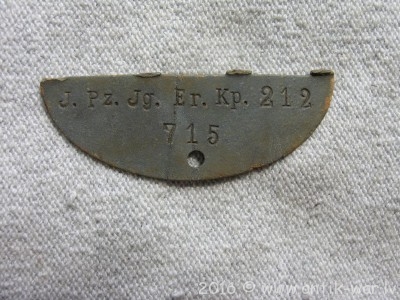 J. Pz. Jg. Er. Kp. 212
715
2016 © www.antik-war.lv